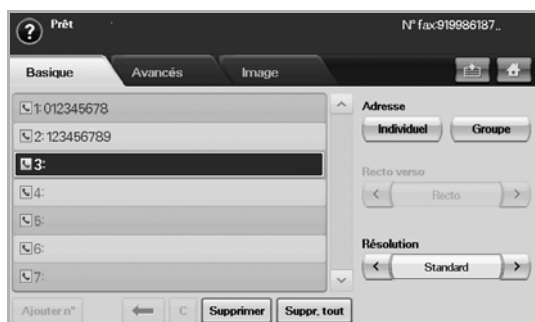 Prêt
N° fax:919986187..
Basique Avancés Image
1: 012345678
2: 123456789
3:
4:
5:
6:
7:
Adresse
Individuel Groupe
Recto verso
< Recto >
Résolution
< Standard >
Ajouter n° C Supprimer Suppr. tout